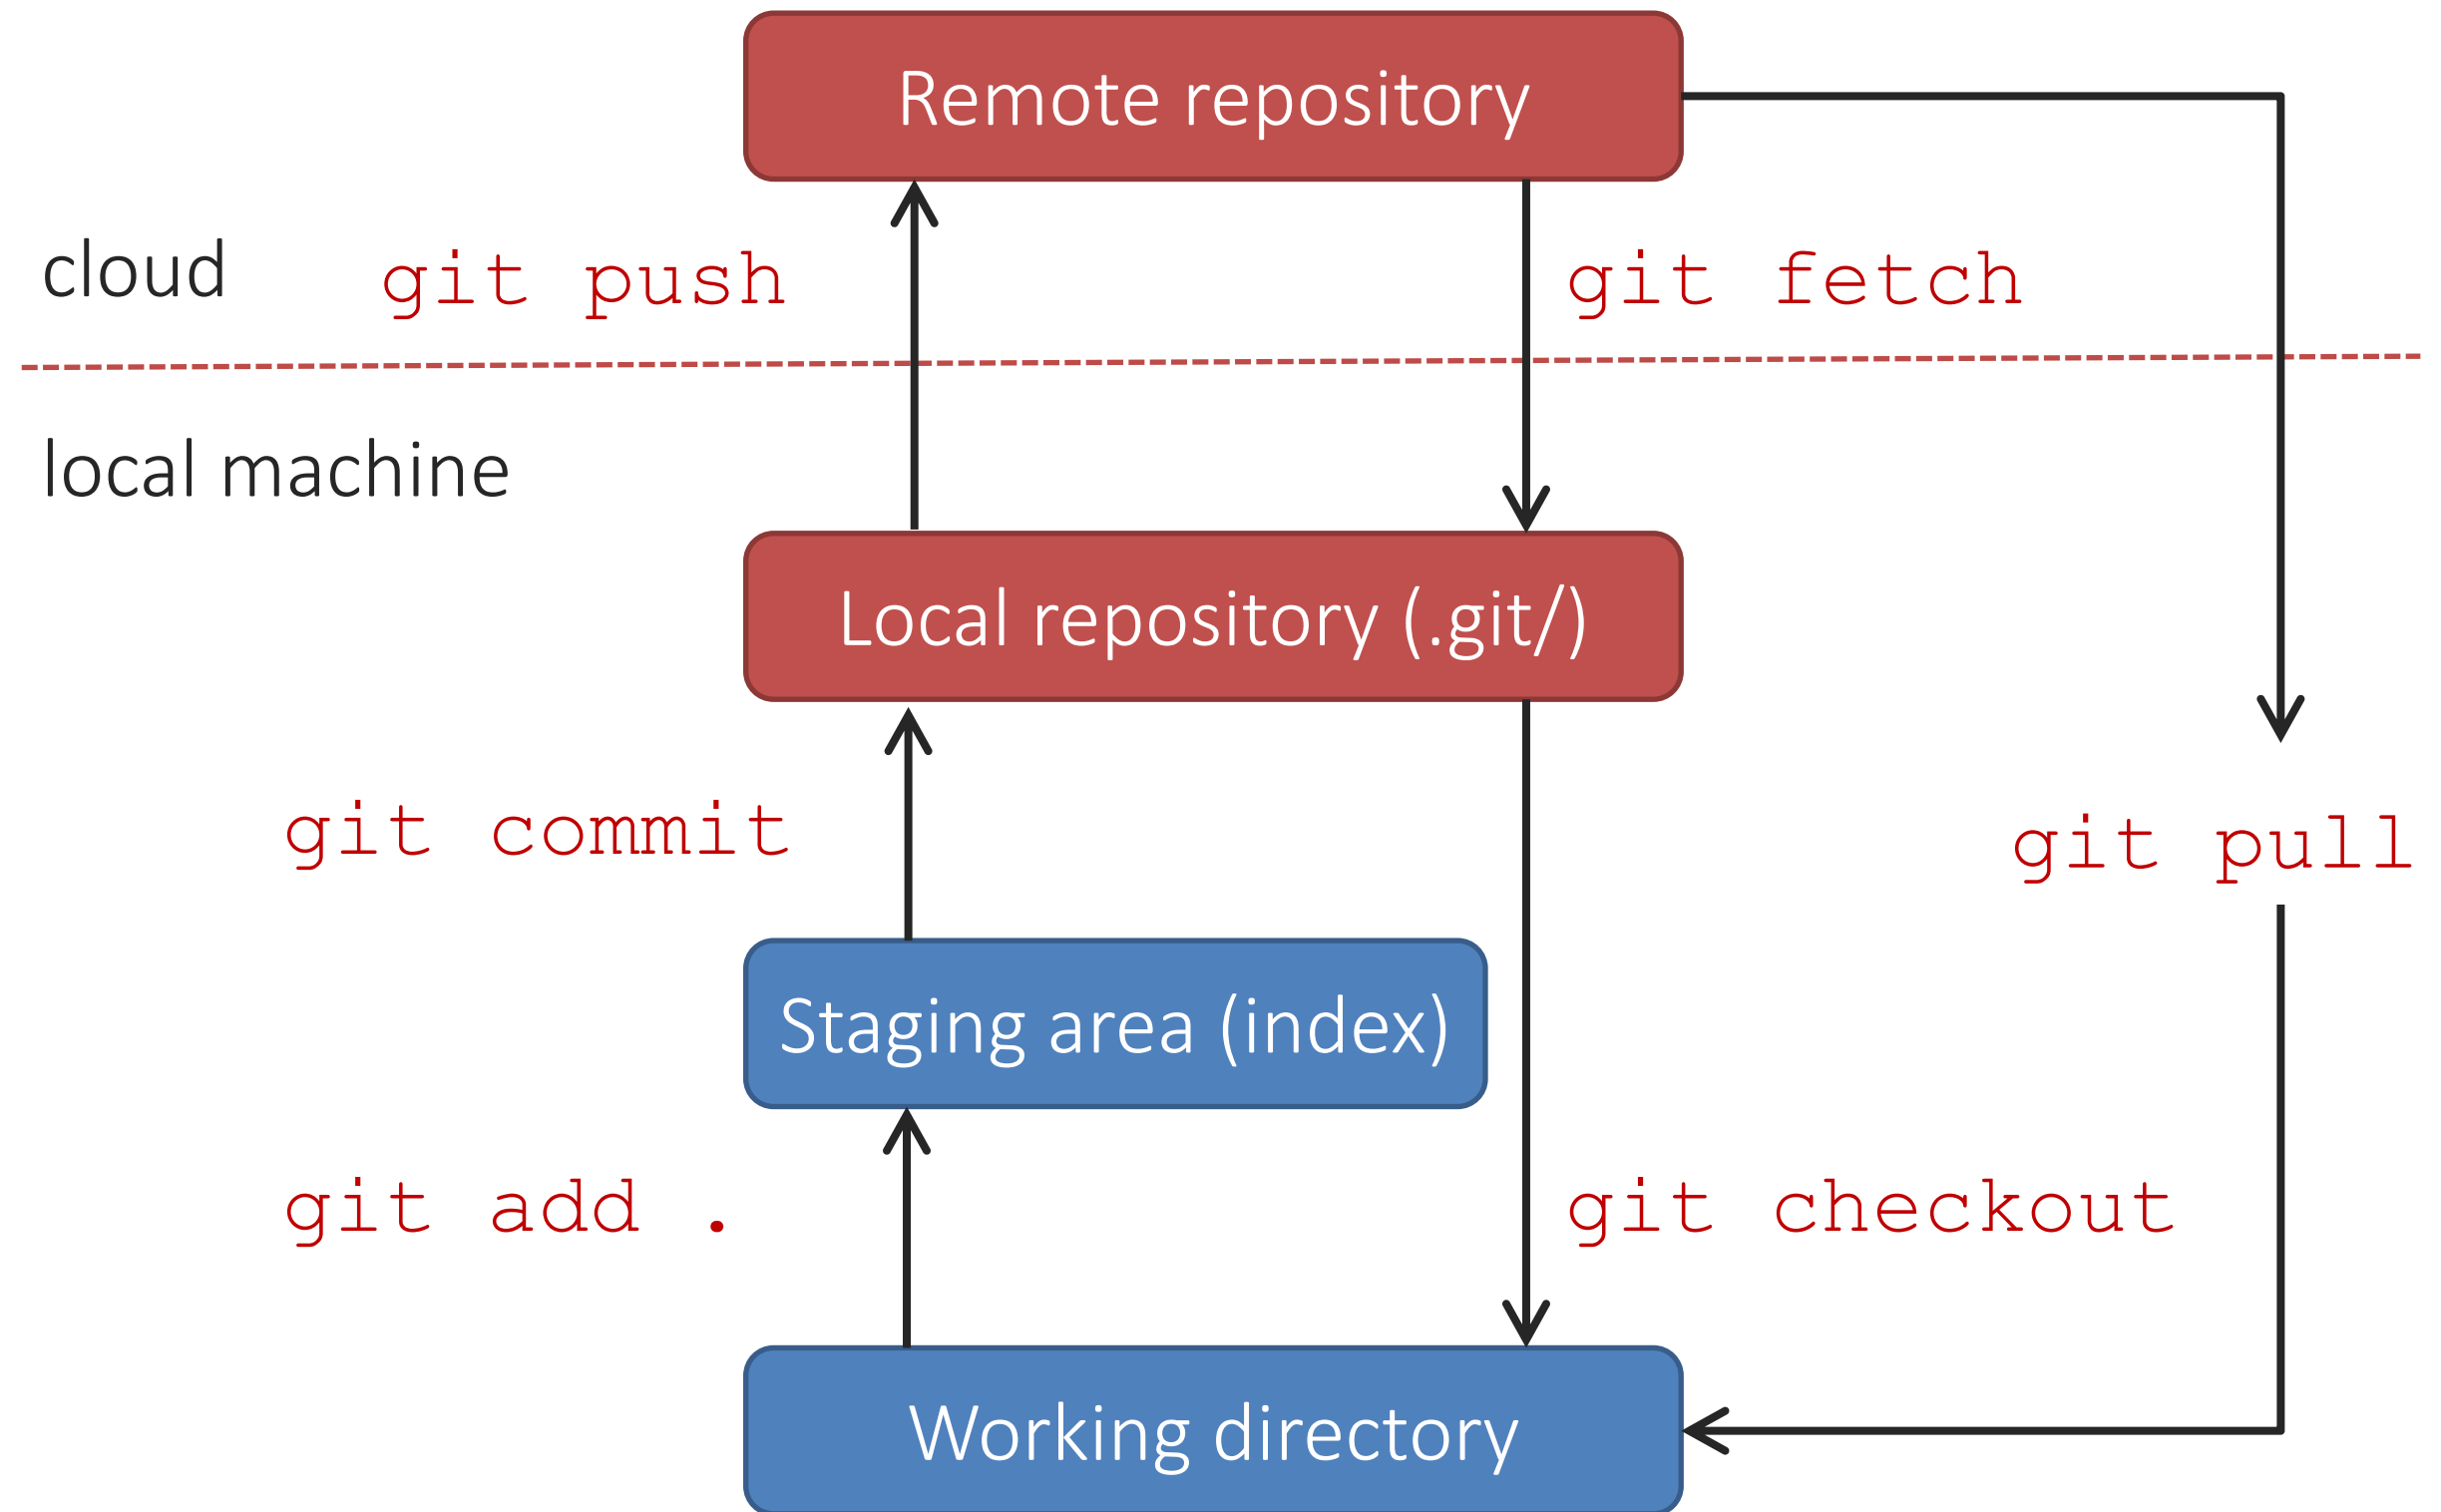 Remote repository
cloud
git push
git fetch
local machine
Local repository (.git/)
git commit
git pull
Staging area (index)
git add .
git checkout
Working directory